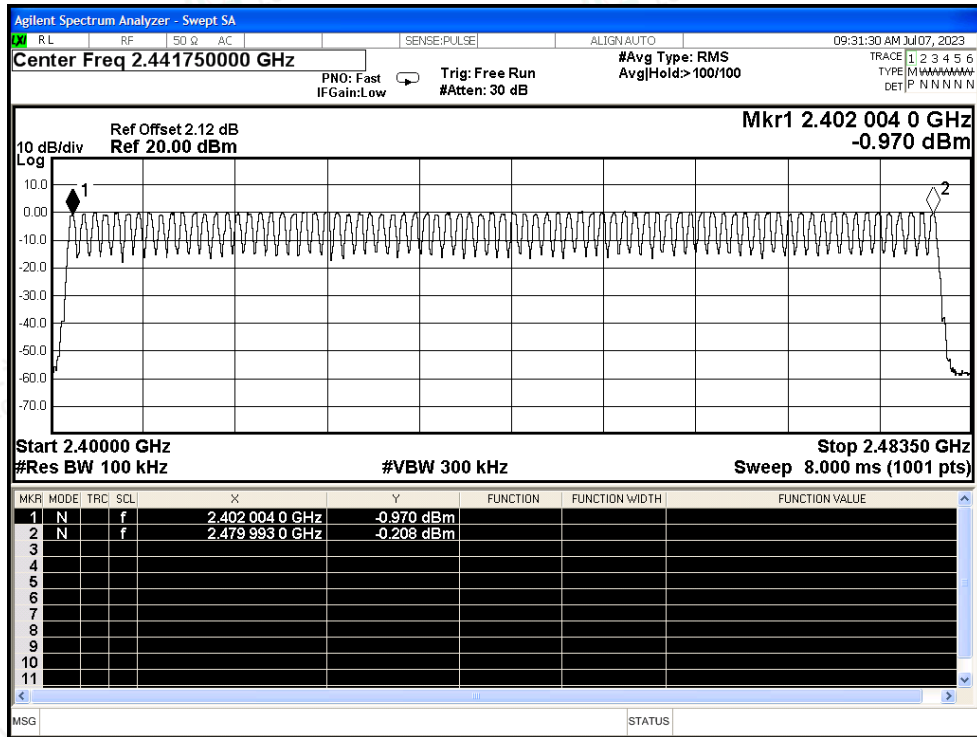 Agilent Spectrum Analyzer - Swept SA
LXI RL RF 50 Ω AC SENSE:PULSE ALIGN AUTO 09:31:30 AM Jul 07, 2023
Center Freq 2.441750000 GHz
PNO: Fast
IFGain:Low
Trig: Free Run
#Atten: 30 dB
#Avg Type: RMS
Avg|Hold:>100/100
TRACE 1 2 3 4 5 6
TYPE M
DET P N N N N N
Ref Offset 2.12 dB
10 dB/div Ref 20.00 dBm
Log
Mkr1 2.402 004 0 GHz
-0.970 dBm
10.0
1
2
0.00
-10.0
-20.0
-30.0
-40.0
-50.0
-60.0
-70.0
Start 2.40000 GHz Stop 2.48350 GHz
#Res BW 100 kHz #VBW 300 kHz Sweep 8.000 ms (1001 pts)
MKR MODE TRC SCL X Y FUNCTION FUNCTION WIDTH FUNCTION VALUE
1 N f 2.402 004 0 GHz -0.970 dBm
2 N f 2.479 993 0 GHz -0.208 dBm
3
4
5
6
7
8
9
10
11
MSG STATUS